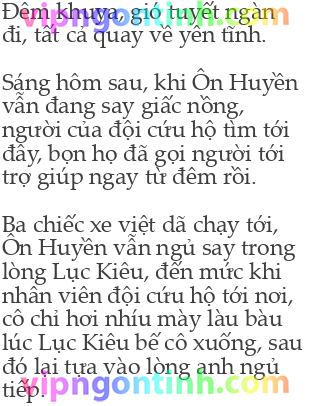 Đêm khuya, gió tuyết ngàn
đi, tất cả quay về yên tĩnh.
Sáng hôm sau, khi Ôn Huyền
vẫn đang say giấc nồng,
người của đội cứu hộ tìm tới
đây, bọn họ đã gọi người tới
trợ giúp ngay từ đêm rồi.
Ba chiếc xe việt dã chạy tới,
Ôn Huyền vẫn ngủ say trong
lòng Lục Kiêu, đến mức khi
nhân viên đội cứu hộ tới nơi,
cô chỉ hơi nhíu mày làu bàu
lúc Lục Kiêu bế cô xuống, sau
đó lại tựa vào lòng anh ngủ
tiếp.
vipngontinh.com
vipngontinh.com